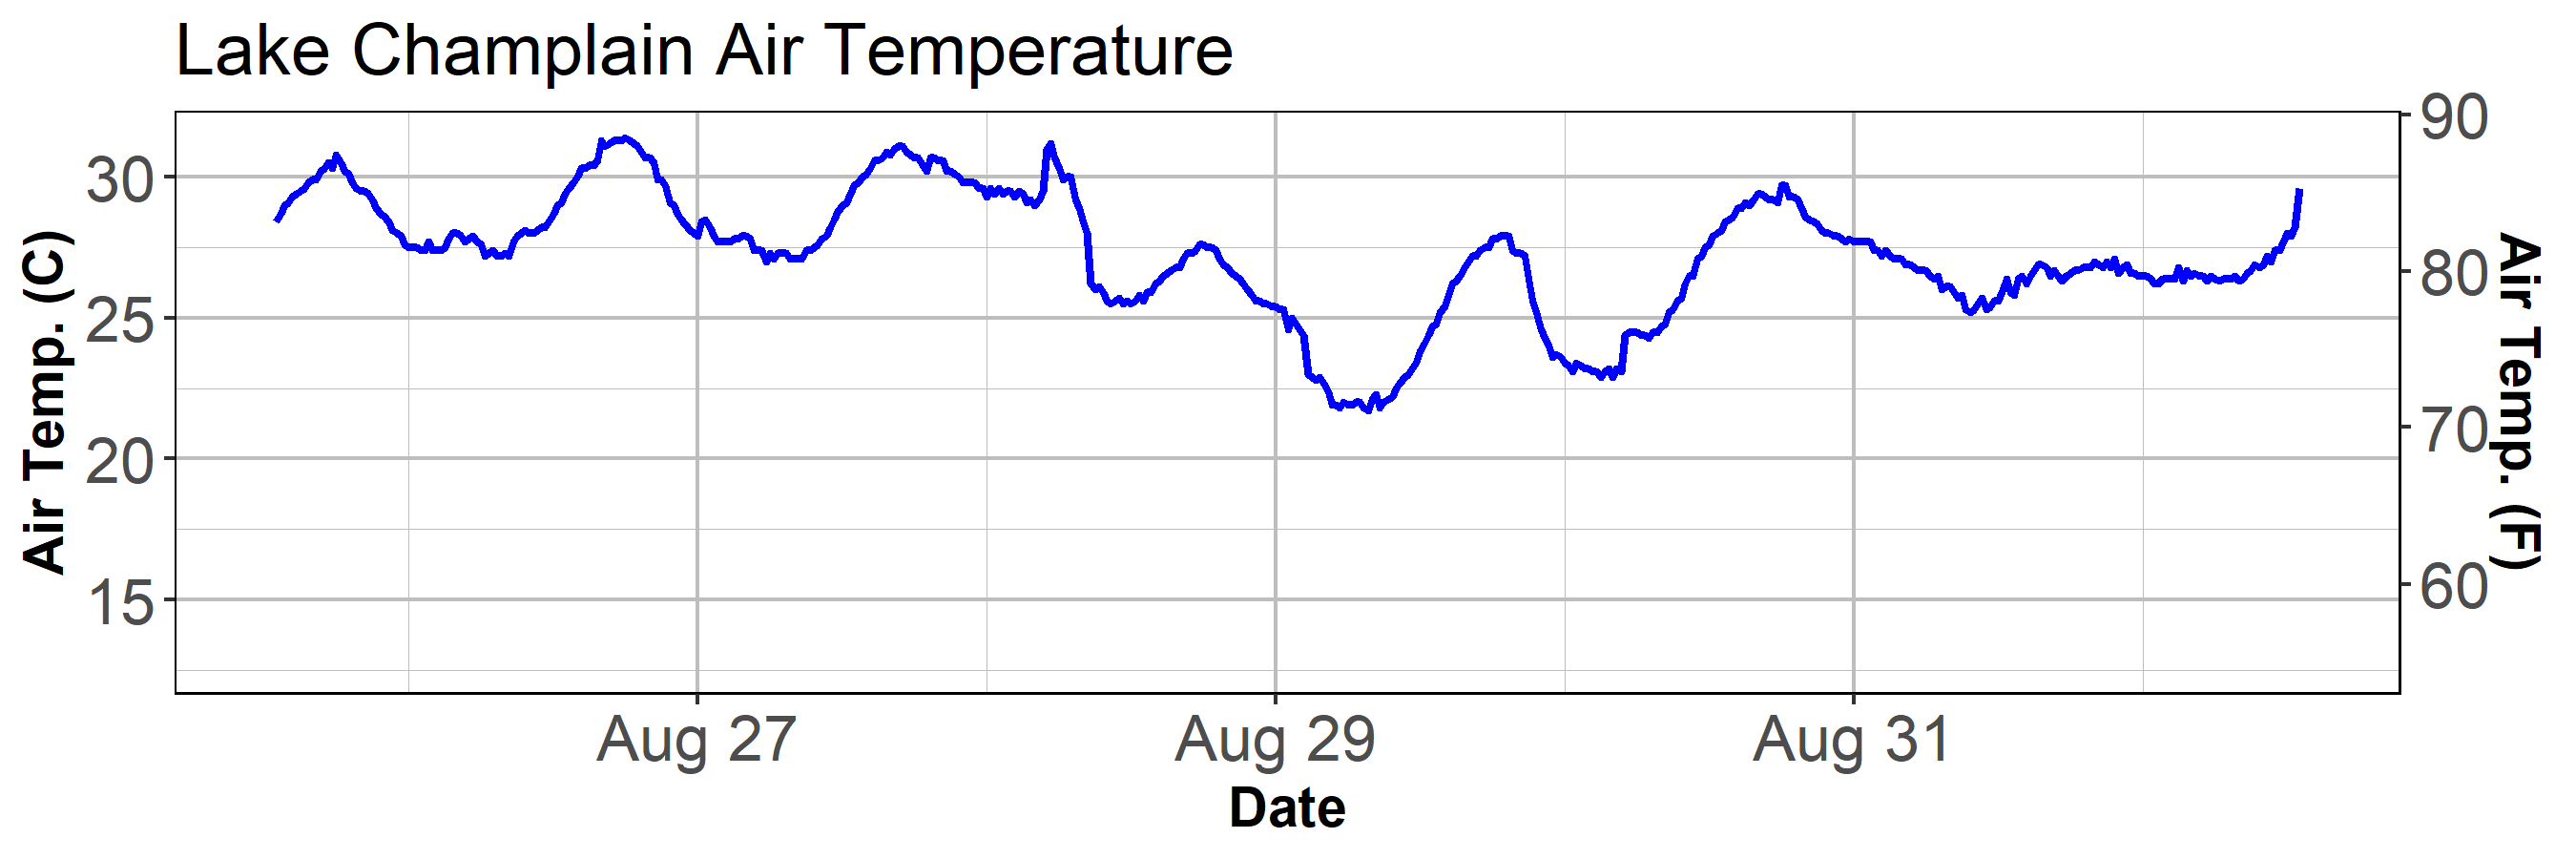 Lake Champlain Air Temperature
Air Temp. (C)
30
25
20
15
90
80
70
60
Air Temp. (F)
Aug 27
Aug 29
Aug 31
Date